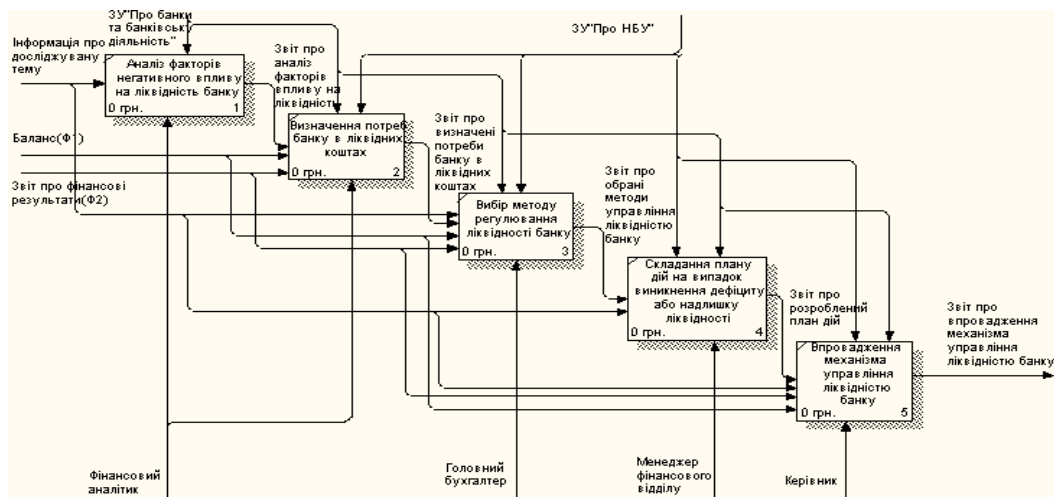 ЗУ"Про банки
та банківську
діяльність"
ЗУ"Про НБУ"
Інформація про
досліджувану
тему
Аналіз факторів
негативного впливу
на ліквідність банку
0 грн. 1
Звіт про
аналіз
факторів
впливу на
ліквідність
Баланс(Ф1)
Визначення потреб
банку в ліквідних
коштах
0 грн. 2
Звіт про
визначені
потреби
банку в
ліквідних
коштах
Звіт про фінансові
результати(Ф2)
Вибір методу
регулювання
ліквідності банку
0 грн. 3
Звіт про
обрані
методи
управління
ліквідністю
банку
Складання плану
дій на випадок
виникнення дефіциту
або надлишку
ліквідності
0 грн. 4
Звіт про
розроблений
план дій
Впровадження
механізма
управління
ліквідністю
банку
0 грн. 5
Звіт про
впровадження
механізма
управління
ліквідністю банку
Фінансовий
аналітик
Головний
бухгалтер
Менеджер
фінансового
відділу
Керівник